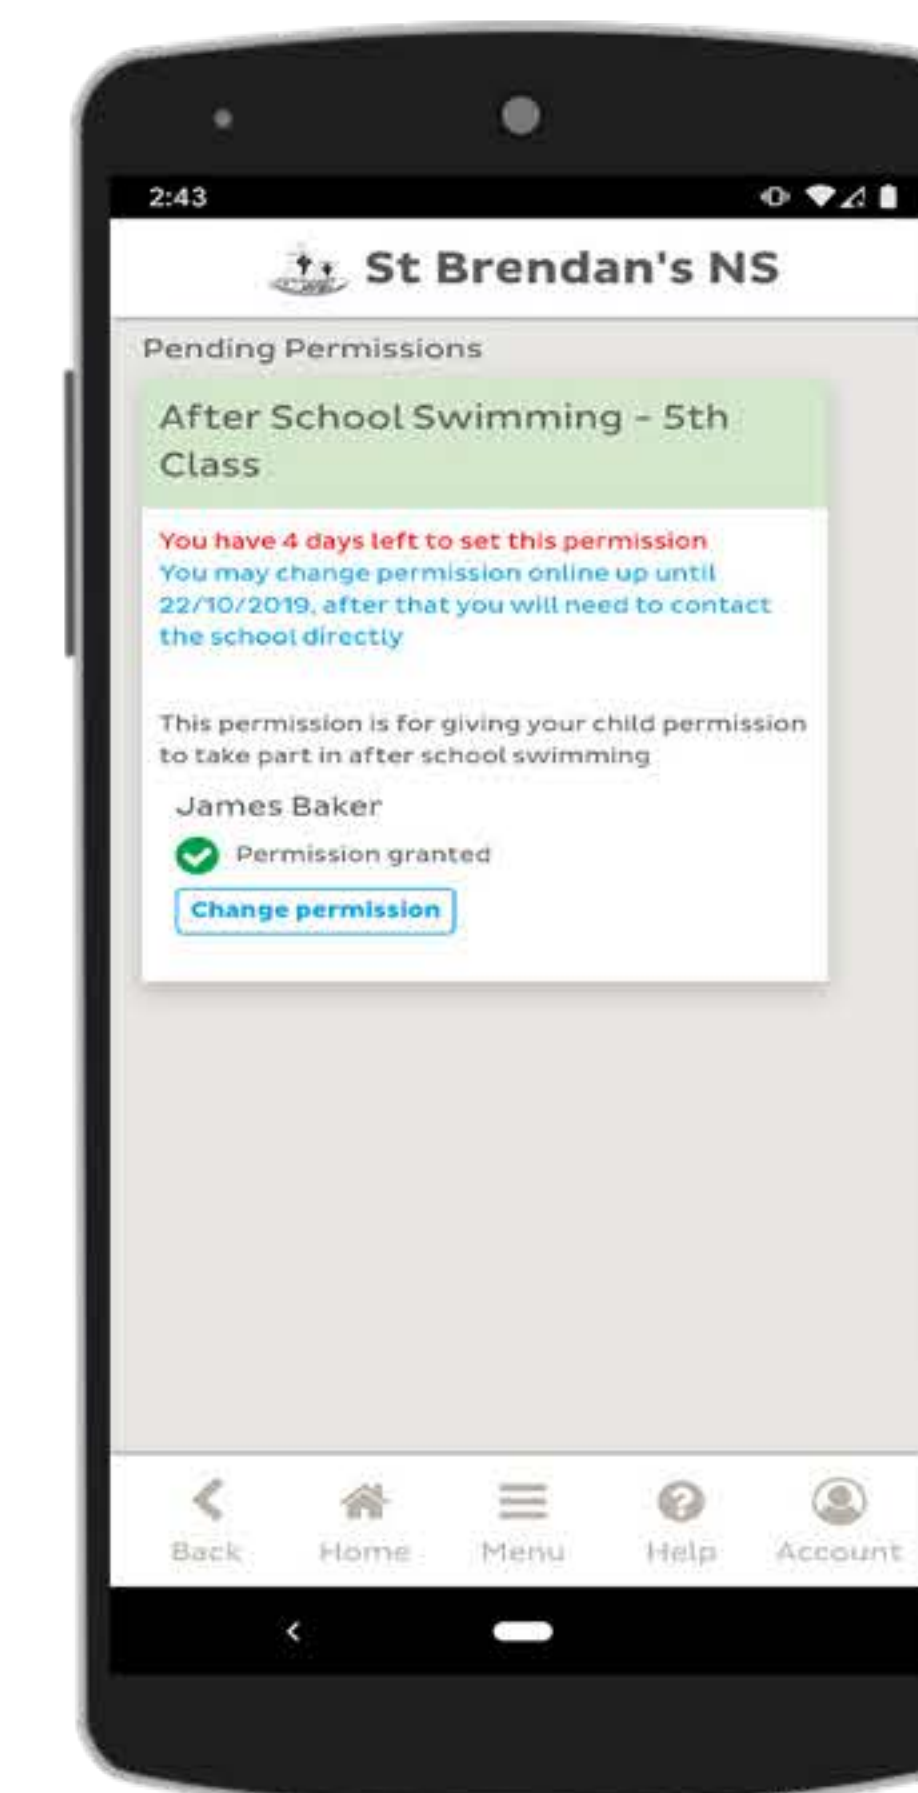 2:43
St Brendan's NS
Pending Permissions
After School Swimming - 5th
Class
You have 4 days left to set this permission
You may change permission online up until
22/10/2019, after that you will need to contact
the school directly
This permission is for giving your child permission
to take part in after school swimming
James Baker
Permission granted
Change permission
Back Home Menu Help Account